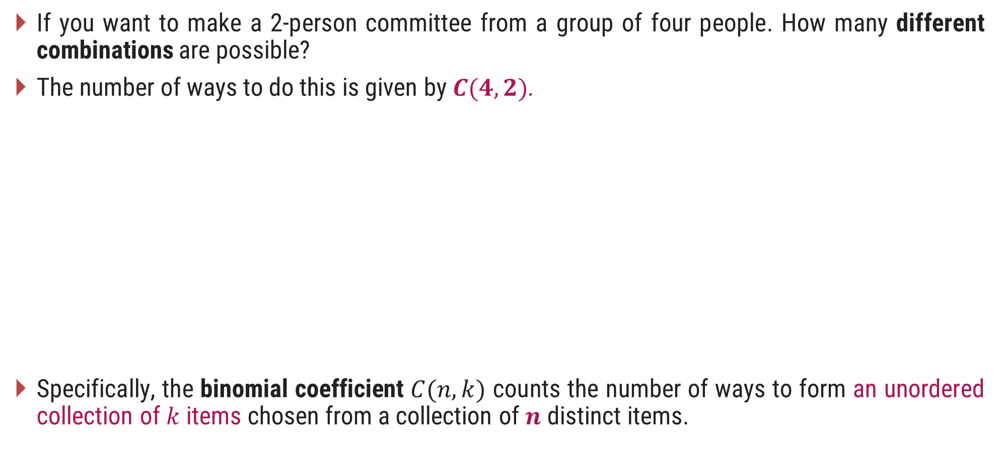 If you want to make a 2-person committee from a group of four people. How many different
combinations are possible?
The number of ways to do this is given by C(4, 2).
Specifically, the binomial coefficient C(n, k) counts the number of ways to form an unordered
collection of k items chosen from a collection of n distinct items.